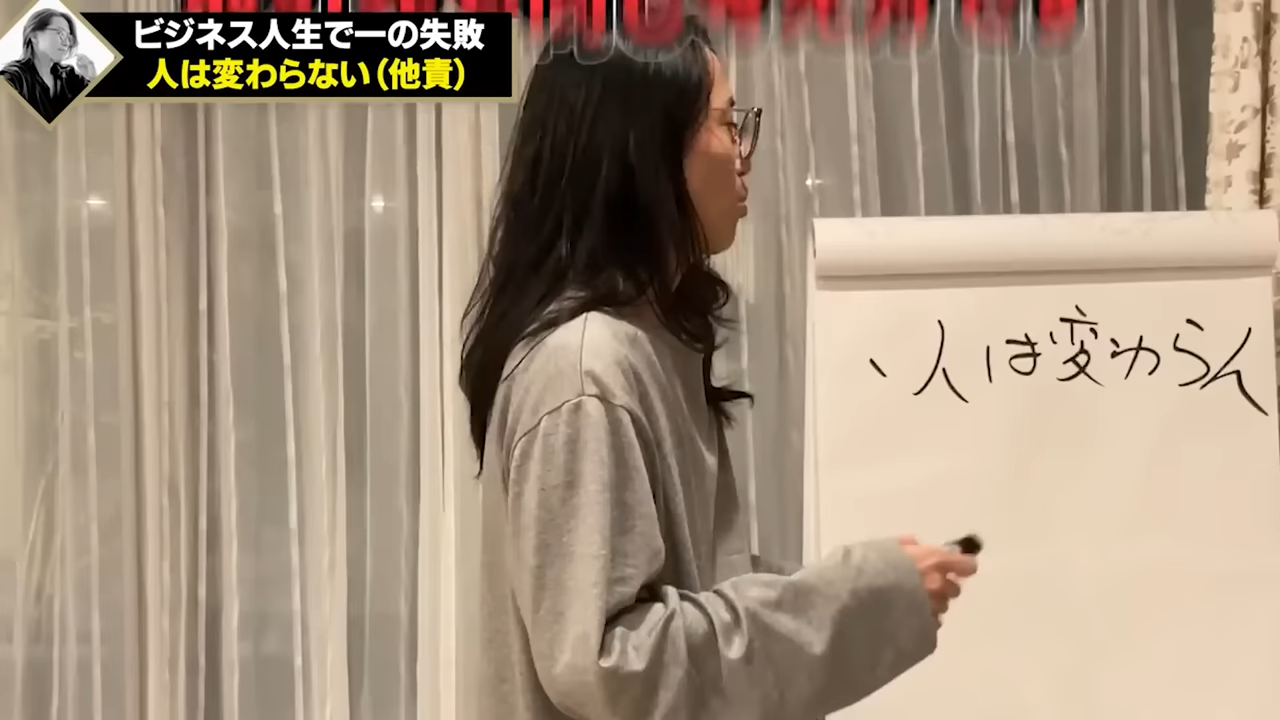 ビジネス人生で一の失敗
人は変わらない(他責)
、人は変わらん